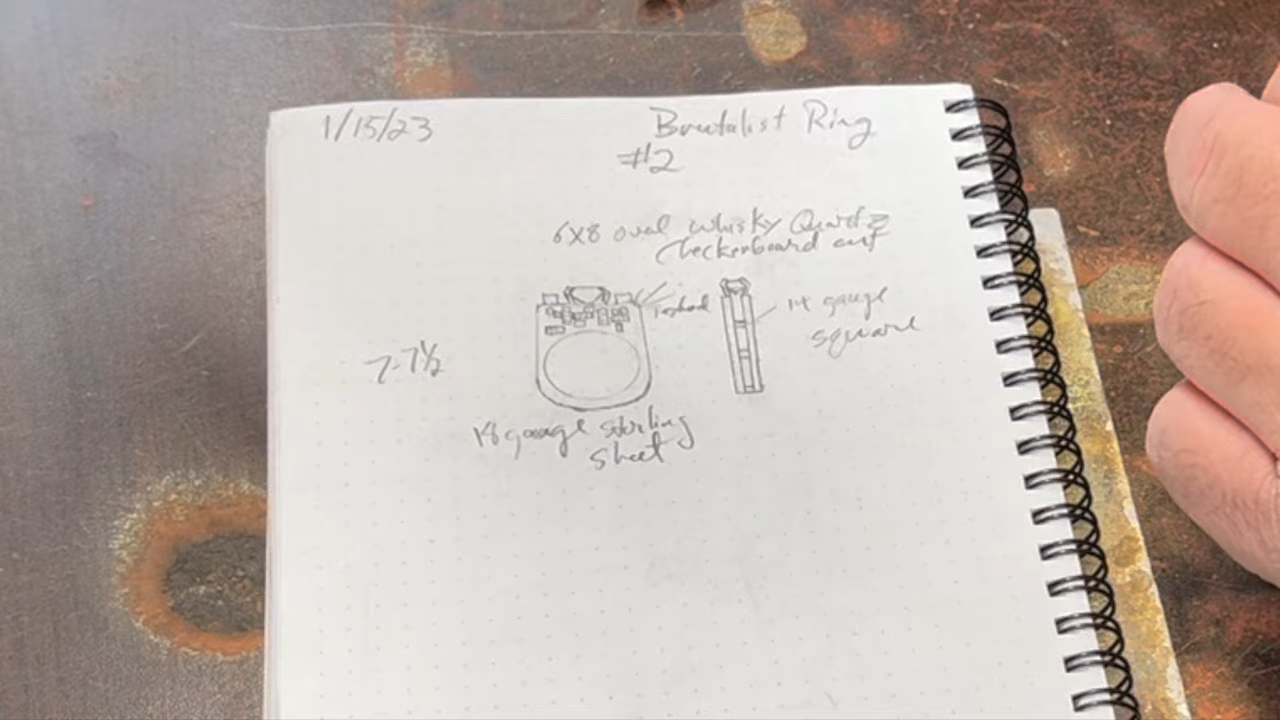 1/15/23
Brutalist Ring
#2
6x8 oval whisky Quartz
Checkerboard cut
14 gauge
square
7-7½
18 gauge sterling
sheet